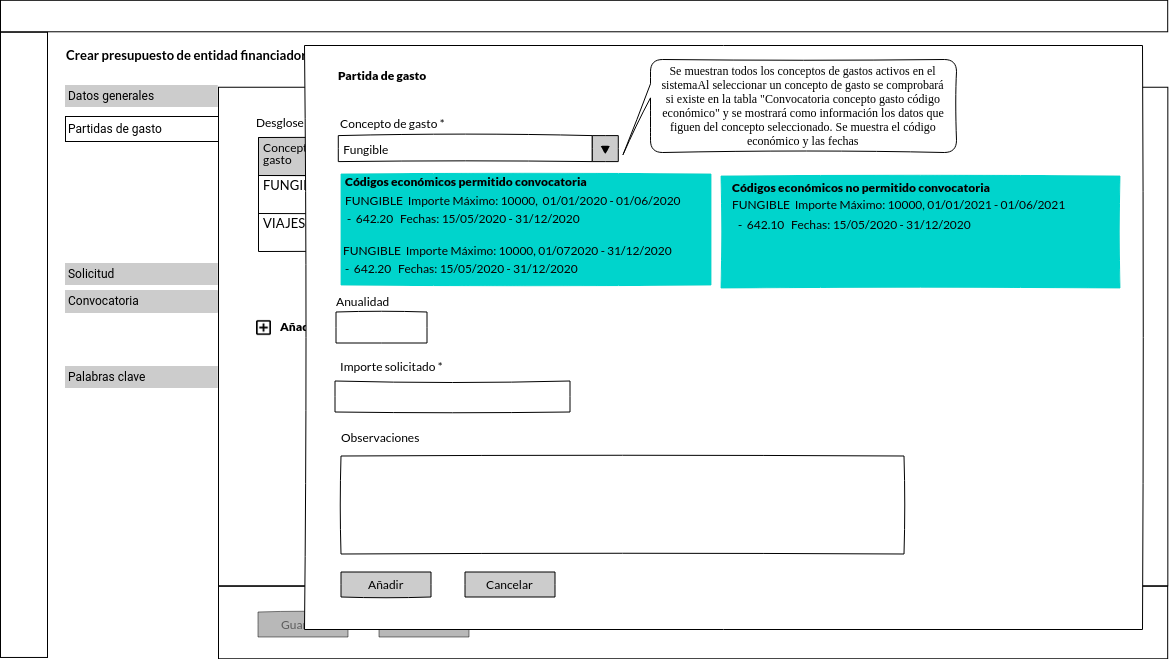 Crear presupuesto de entidad financiador
Datos generales
Partidas de gasto
Solicitud
Convocatoria
Palabras clave
Desglose
Concept
gasto
FUNGI
VIAJES
Añad
Gua
Partida de gasto
Se muestran todos los conceptos de gastos activos en el
sistemaAl seleccionar un concepto de gasto se comprobará
si existe en la tabla "Convocatoria concepto gasto código
económico" y se mostrará como información los datos que
figuen del concepto seleccionado. Se muestra el código
económico y las fechas
Concepto de gasto *
Fungible
Códigos económicos permitido convocatoria
FUNGIBLE Importe Máximo: 10000, 01/01/2020 - 01/06/2020
- 642.20 Fechas: 15/05/2020 - 31/12/2020
FUNGIBLE Importe Máximo: 10000, 01/072020 - 31/12/2020
- 642.20 Fechas: 15/05/2020 - 31/12/2020
Códigos económicos no permitido convocatoria
FUNGIBLE Importe Máximo: 10000, 01/01/2021 - 01/06/2021
- 642.10 Fechas: 15/05/2020 - 31/12/2020
Anualidad
Importe solicitado *
Observaciones
Añadir
Cancelar